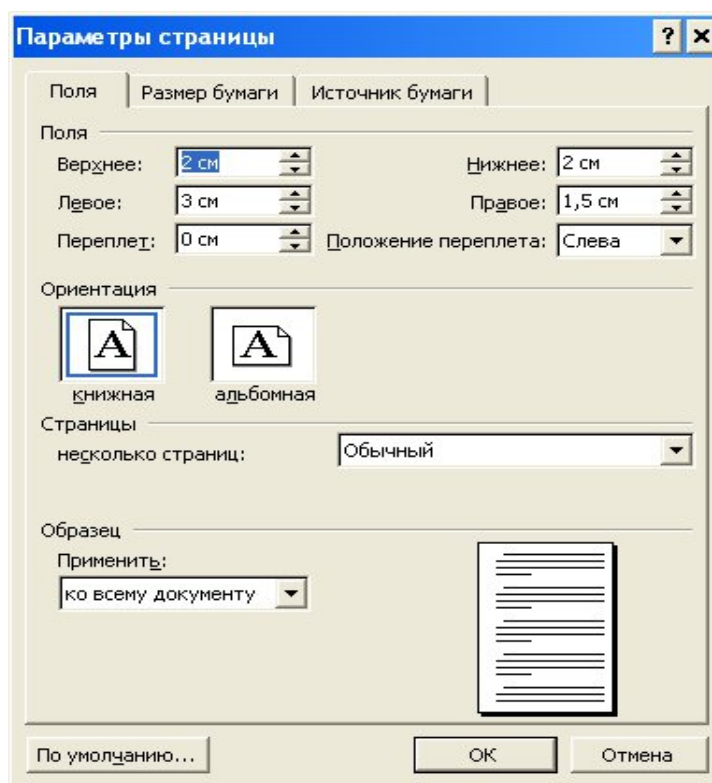 Параметры страницы
Поля Размер бумаги Источник бумаги
Поля
Верхнее: 2 см Нижнее: 2 см
Левое: 3 см Правое: 1,5 см
Переплет: 0 см Положение переплета: Слева
Ориентация
A A
книжная альбомная
Страницы
несколько страниц: Обычный
Образец
Применить:
ко всему документу
По умолчанию... ОК Отмена